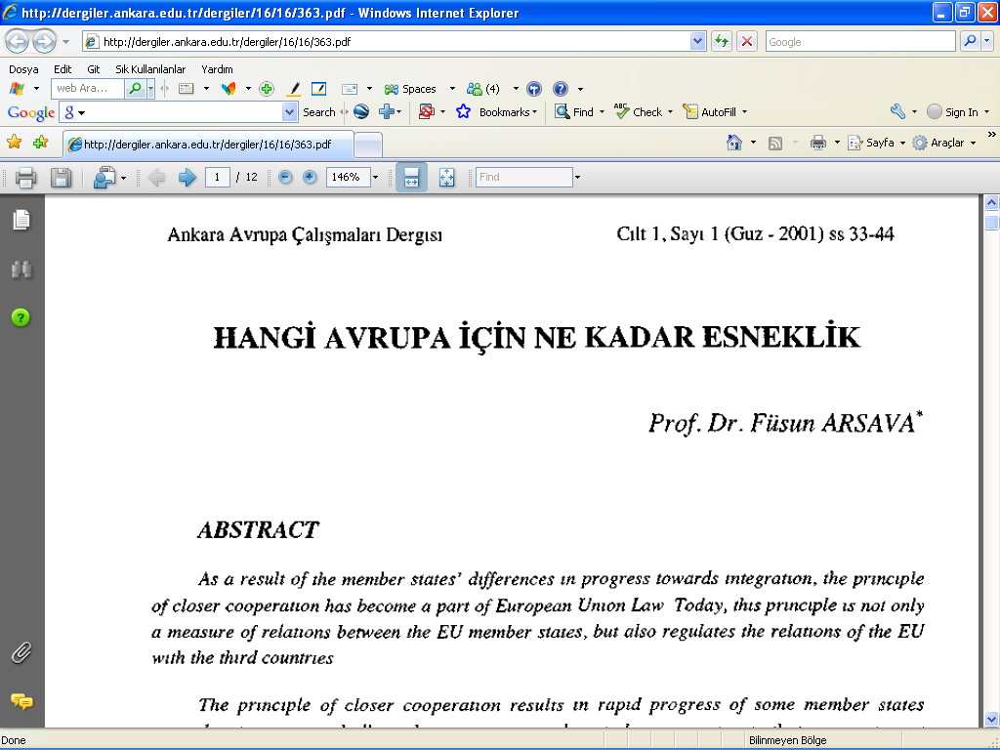 http://dergiler.ankara.edu.tr/dergiler/16/16/363.pdf - Windows Internet Explorer
http://dergiler.ankara.edu.tr/dergiler/16/16/363.pdf Google
Dosya Edit Git Sık Kullanılanlar Yardım
web Ara... Spaces (4)
Google g Search Bookmarks Find ABC Check AutoFill Sign In
http://dergiler.ankara.edu.tr/dergiler/16/16/363.pdf Sayfa Araçlar »
1 / 12 146% Find
Ankara Avrupa Çalışmaları Dergısı Cılt 1, Sayı 1 (Guz - 2001) ss 33-44
HANGİ AVRUPA İÇİN NE KADAR ESNEKLİK
Prof. Dr. Füsun ARSAVA*
ABSTRACT
As a result of the member states' differences ın progress towards ıntegratıon, the prıncıple
of closer cooperatıon has become a part of European Unıon Law Today, thıs prıncıple ıs not only
a measure of relatıons between the EU member states, but also regulates the relatıons of the EU
wıth the thırd countrıes
The prıncıple of closer cooperatıon results ın rapıd progress of some member states
Done Bilinmeyen Bölge